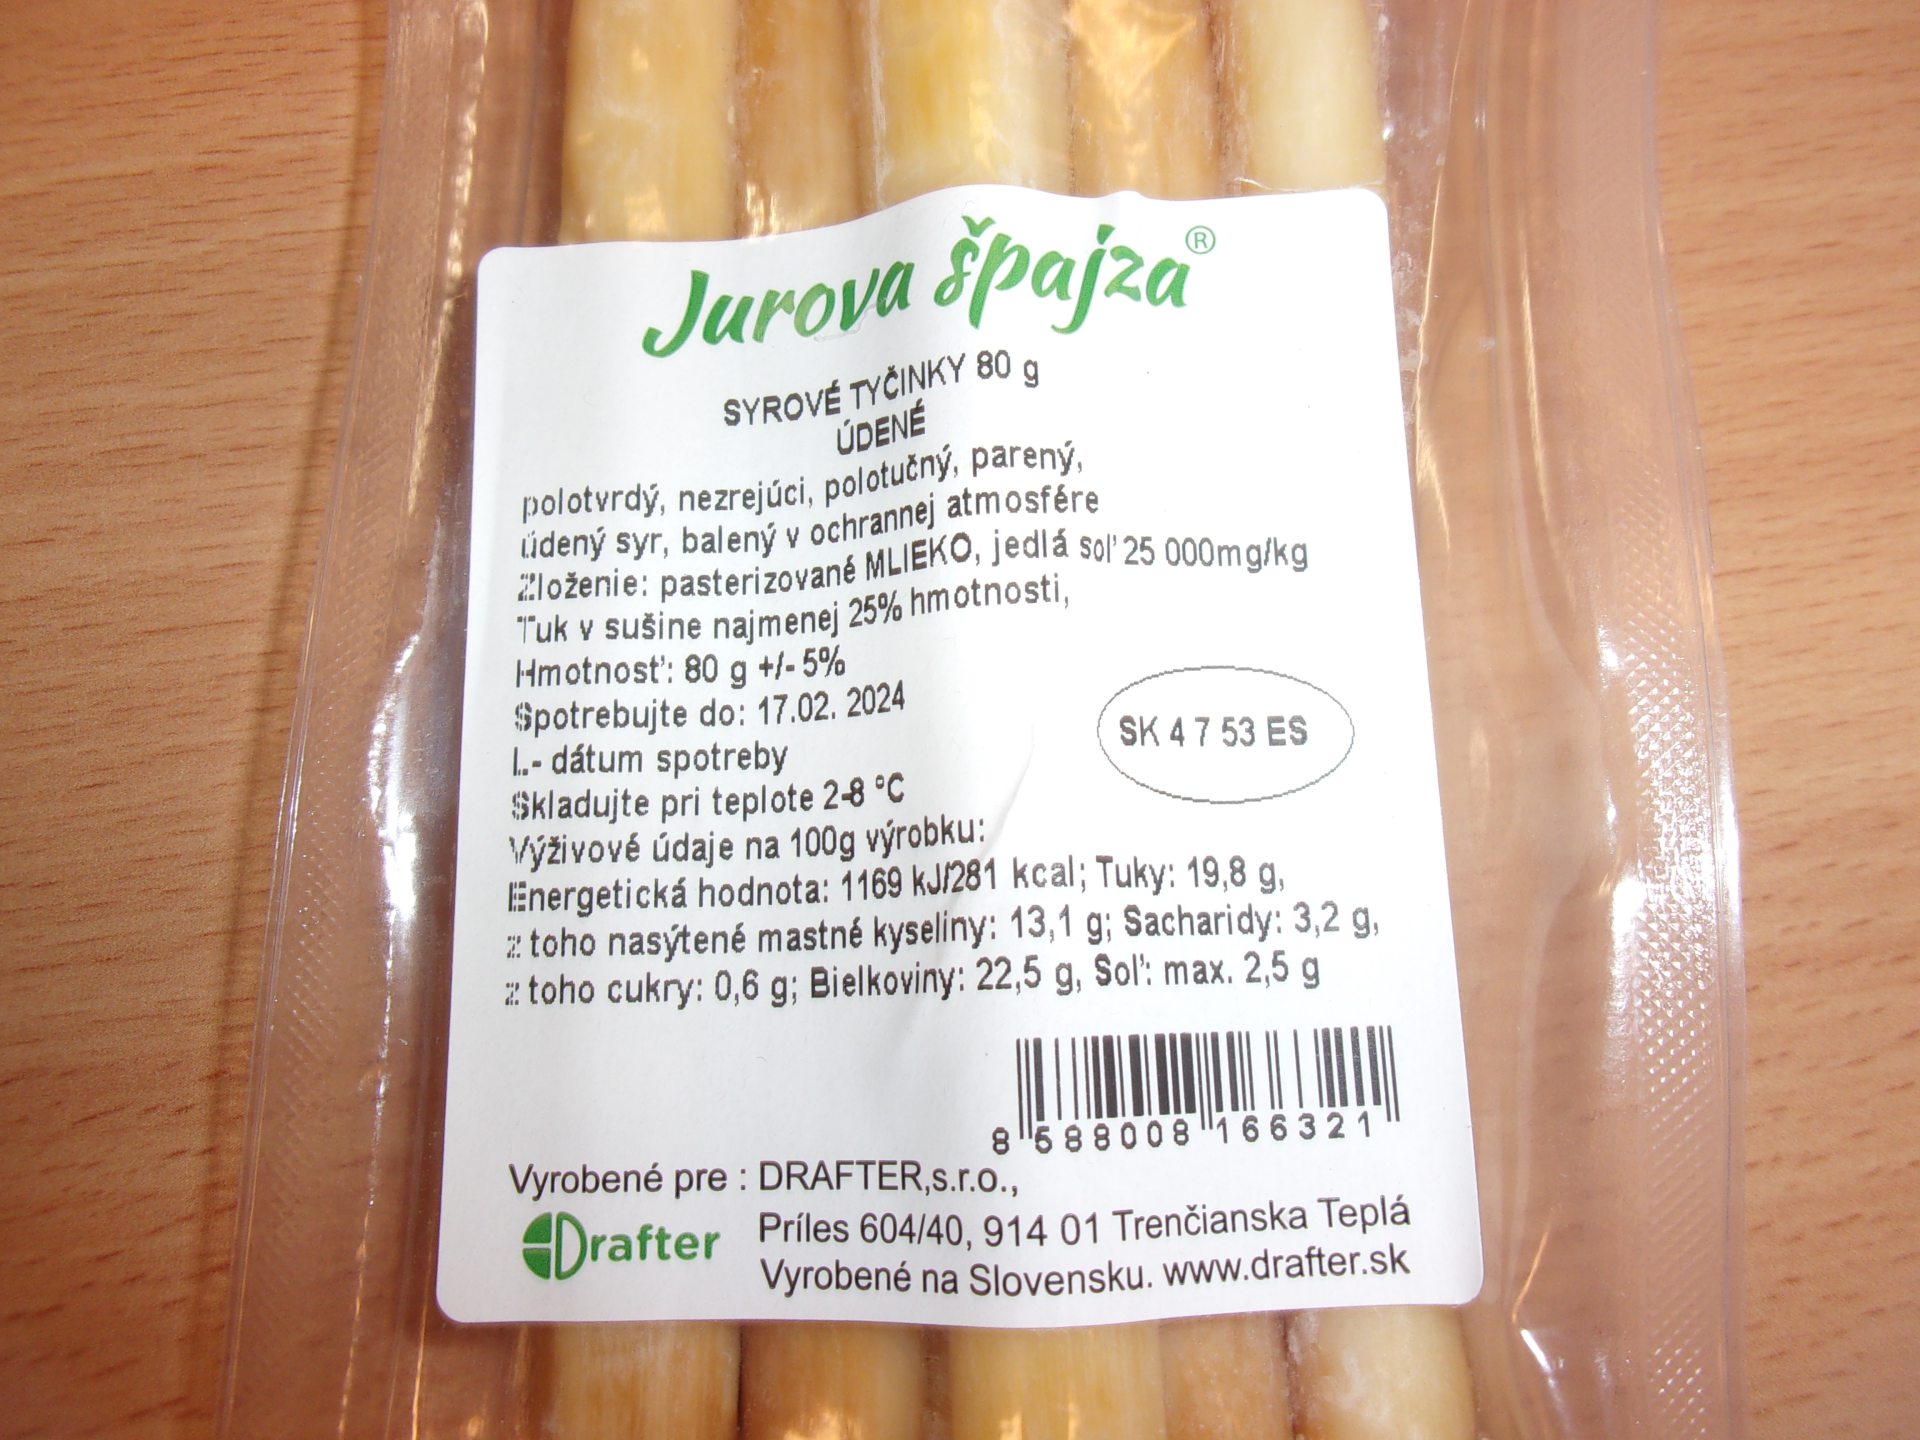 Jurova špajza®
SYROVÉ TYČINKY 80 g
ÚDENÉ
polotvrdý, nezrejúci, polotučný, parený,
údený syr, balený v ochrannej atmosfére
Zloženie: pasterizované MLIEKO, jedlá soľ 25 000mg/kg
Tuk v sušine najmenej 25% hmotnosti,
Hmotnosť: 80 g +/- 5%
Spotrebujte do: 17.02. 2024
L- dátum spotreby
SK 4 7 53 ES
Skladujte pri teplote 2-8 °C
Výživové údaje na 100g výrobku:
Energetická hodnota: 1169 kJ/281 kcal; Tuky: 19,8 g,
z toho nasýtené mastné kyseliny: 13,1 g; Sacharidy: 3,2 g,
z toho cukry: 0,6 g; Bielkoviny: 22,5 g, Soľ: max. 2,5 g
8 588008 166321
Vyrobené pre : DRAFTER,s.r.o.,
Drafter
Príles 604/40, 914 01 Trenčianska Teplá
Vyrobené na Slovensku. www.drafter.sk